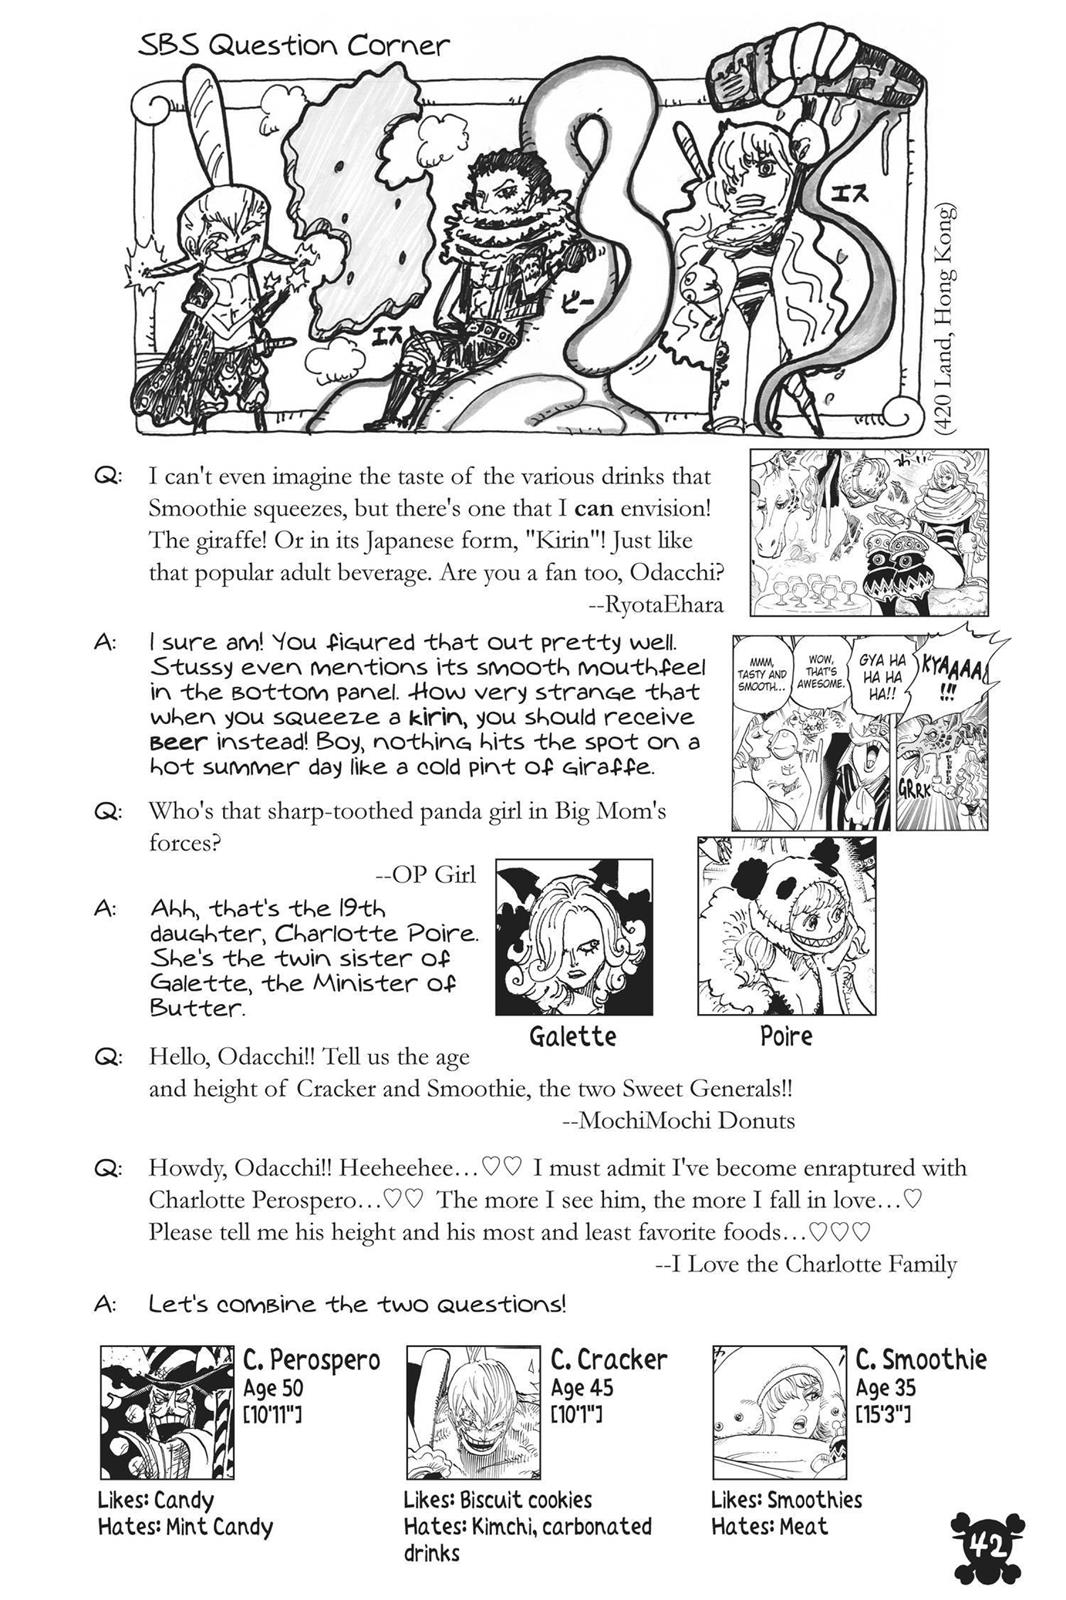 SBS Question Corner
エス
ビー
エス
(420 Land, Hong Kong)
Q: I can't even imagine the taste of the various drinks that
Smoothie squeezes, but there's one that I can envision!
The giraffe! Or in its Japanese form, "Kirin"! Just like
that popular adult beverage. Are you a fan too, Odacchi?
--RyotaEhara
A: I sure am! You figured that out pretty well.
Stussy even mentions its smooth mouthfeel
in the bottom panel. How very strange that
when you squeeze a kirin, you should receive
beer instead! Boy, nothing hits the spot on a
hot summer day like a cold pint of giraffe.
MMM,
TASTY AND
SMOOTH...
WOW,
THAT'S
AWESOME.
GYA HA
HA HA
HA!!
KYAAAA!
!!!
GRRK
Q: Who's that sharp-toothed panda girl in Big Mom's
forces?
--OP Girl
A: Ahh, that's the 19th
daughter, Charlotte Poire.
She's the twin sister of
Galette, the Minister of
Butter.
Galette
Poire
Q: Hello, Odacchi!! Tell us the age
and height of Cracker and Smoothie, the two Sweet Generals!!
--MochiMochi Donuts
Q: Howdy, Odacchi!! Heeheehee...♡♡ I must admit I've become enraptured with
Charlotte Perospero...♡♡ The more I see him, the more I fall in love...♡
Please tell me his height and his most and least favorite foods...♡♡♡
--I Love the Charlotte Family
A: Let's combine the two questions!
C. Perospero
Age 50
[10'11"]
Likes: Candy
Hates: Mint Candy
C. Cracker
Age 45
[10'1"]
Likes: Biscuit cookies
Hates: Kimchi, carbonated
drinks
C. Smoothie
Age 35
[15'3"]
Likes: Smoothies
Hates: Meat
42